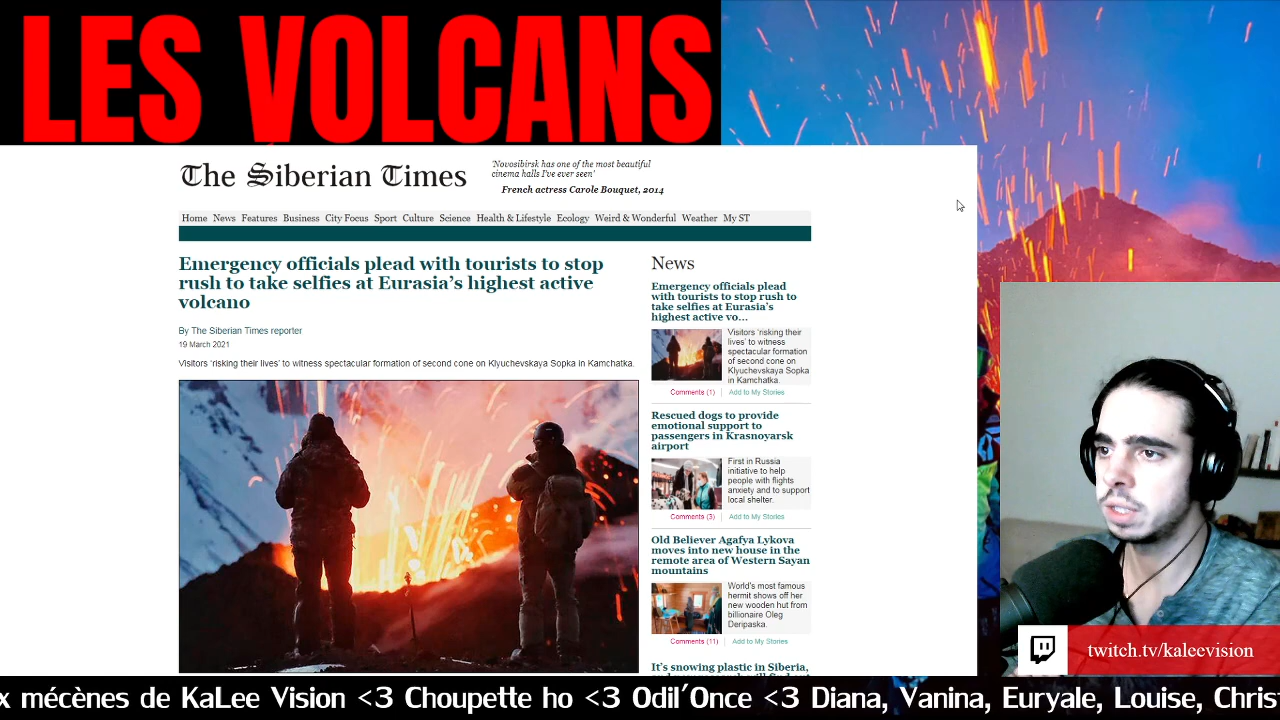 LES VOLCANS
The Siberian Times
'Novosibirsk has one of the most beautiful
cinema halls I've ever seen'
French actress Carole Bouquet, 2014
Home News Features Business City Focus Sport Culture Science Health & Lifestyle Ecology Weird & Wonderful Weather My ST
Emergency officials plead with tourists to stop
rush to take selfies at Eurasia's highest active
volcano
By The Siberian Times reporter
19 March 2021
Visitors 'risking their lives' to witness spectacular formation of second cone on Klyuchevskaya Sopka in Kamchatka.
News
Emergency officials plead
with tourists to stop rush to
take selfies at Eurasia's
highest active vo...
Visitors 'risking their
lives' to witness
spectacular formation
of second cone on
Klyuchevskaya Sopka
in Kamchatka.
Comments (1) | Add to My Stories
Rescued dogs to provide
emotional support to
passengers in Krasnoyarsk
airport
First in Russia
initiative to help
people with flights
anxiety and to support
local shelter.
Comments (3) | Add to My Stories
Old Believer Agafya Lykova
moves into new house in the
remote area of Western Sayan
mountains
World's most famous
hermit shows off her
new wooden hut from
billionaire Oleg
Deripaska.
Comments (11) | Add to My Stories
It's snowing plastic in Siberia,
twitch.tv/kaleevision
x mécènes de KaLee Vision <3 Choupette ho <3 Odil'Once <3 Diana, Vanina, Euryale, Louise, Christ